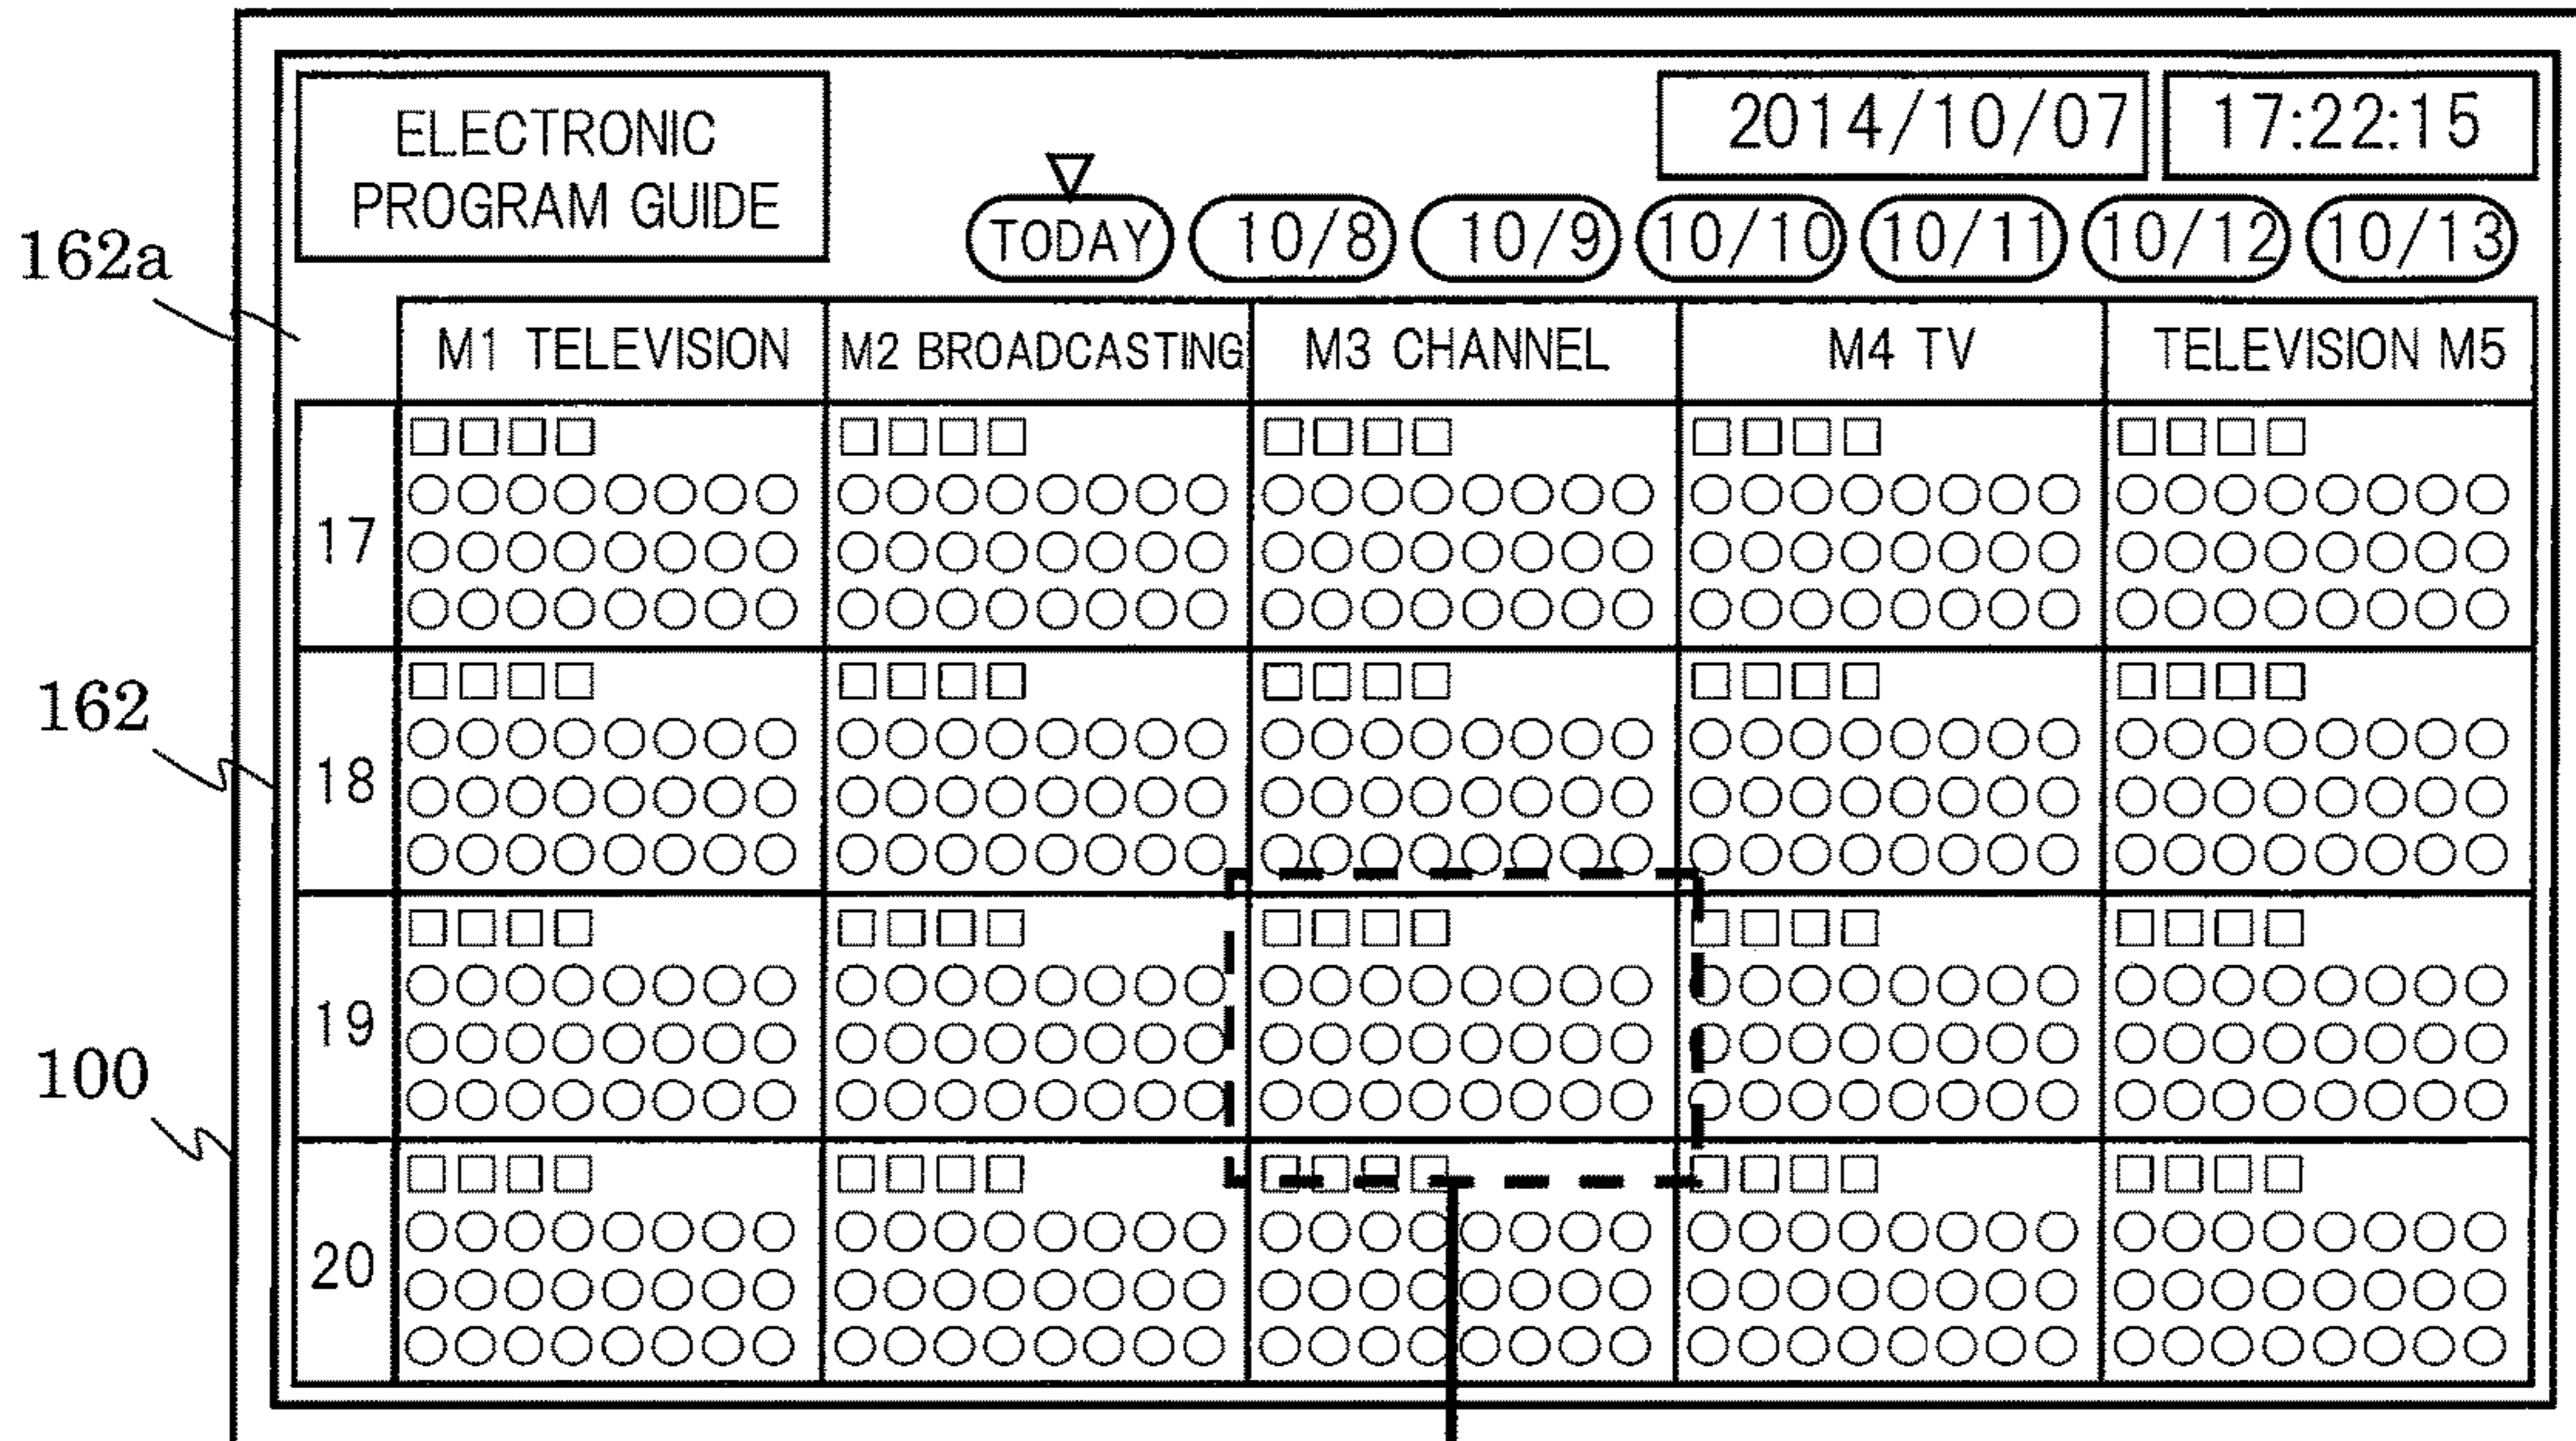 ELECTRONIC
PROGRAM GUIDE
2014/10/07 17:22:15
TODAY 10/8 10/9 10/10 10/11 10/12 10/13
162a
M1 TELEVISION M2 BROADCASTING M3 CHANNEL M4 TV TELEVISION M5
□□□□ □□□□ □□□□ □□□□ □□□□
○○○○○○○○ ○○○○○○○○ ○○○○○○○○ ○○○○○○○○ ○○○○○○○○
17 ○○○○○○○○ ○○○○○○○○ ○○○○○○○○ ○○○○○○○○ ○○○○○○○○
○○○○○○○○ ○○○○○○○○ ○○○○○○○○ ○○○○○○○○ ○○○○○○○○
□□□□ □□□□ □□□□ □□□□ □□□□
162
○○○○○○○○ ○○○○○○○○ ○○○○○○○○ ○○○○○○○○ ○○○○○○○○
18 ○○○○○○○○ ○○○○○○○○ ○○○○○○○○ ○○○○○○○○ ○○○○○○○○
○○○○○○○○ ○○○○○○○○ ○○○○○○○○ ○○○○○○○○ ○○○○○○○○
□□□□ □□□□ □□□□ □□□□ □□□□
○○○○○○○○ ○○○○○○○○ ○○○○○○○○ ○○○○○○○○ ○○○○○○○○
19 ○○○○○○○○ ○○○○○○○○ ○○○○○○○○ ○○○○○○○○ ○○○○○○○○
100
○○○○○○○○ ○○○○○○○○ ○○○○○○○○ ○○○○○○○○ ○○○○○○○○
□□□□ □□□□ □□□□ □□□□ □□□□
○○○○○○○○ ○○○○○○○○ ○○○○○○○○ ○○○○○○○○ ○○○○○○○○
20 ○○○○○○○○ ○○○○○○○○ ○○○○○○○○ ○○○○○○○○ ○○○○○○○○
○○○○○○○○ ○○○○○○○○ ○○○○○○○○ ○○○○○○○○ ○○○○○○○○